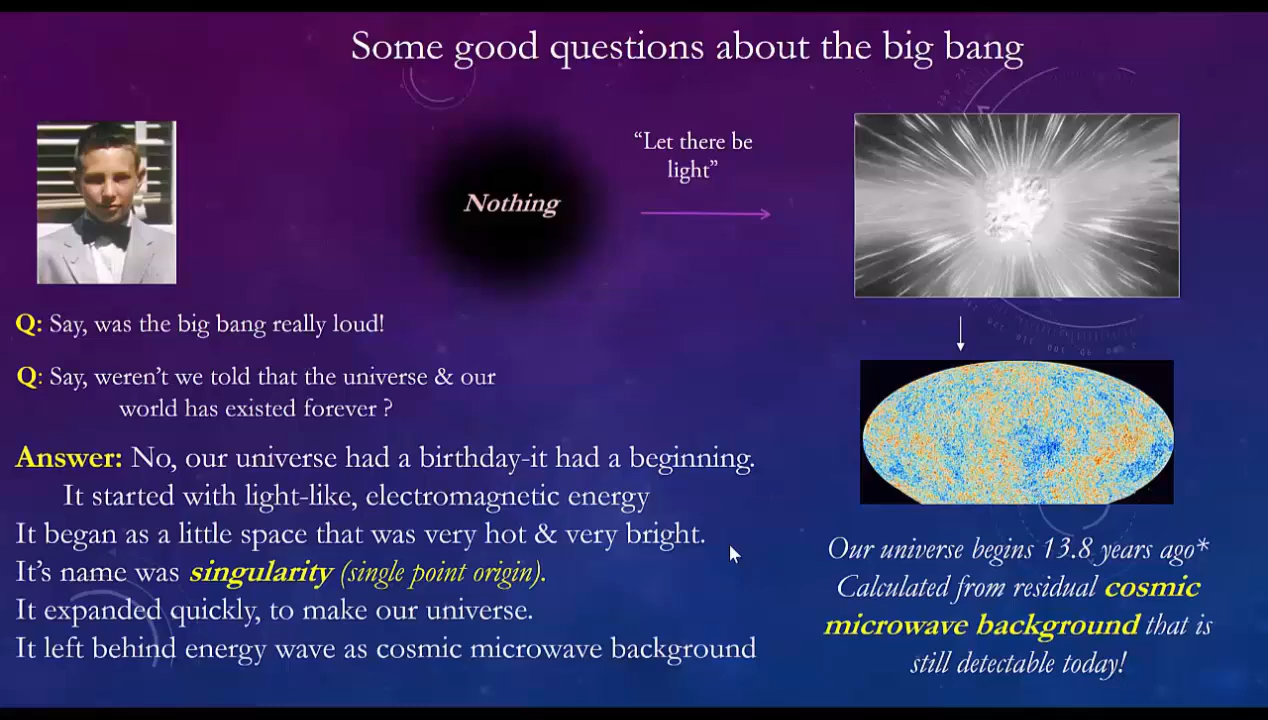 Some good questions about the big bang
Nothing
“Let there be
light”
Q: Say, was the big bang really loud!
Q: Say, weren’t we told that the universe & our
world has existed forever ?
Answer: No, our universe had a birthday-it had a beginning.
It started with light-like, electromagnetic energy
It began as a little space that was very hot & very bright.
It’s name was singularity (single point origin).
It expanded quickly, to make our universe.
It left behind energy wave as cosmic microwave background
Our universe begins 13.8 years ago*
Calculated from residual cosmic
microwave background that is
still detectable today!